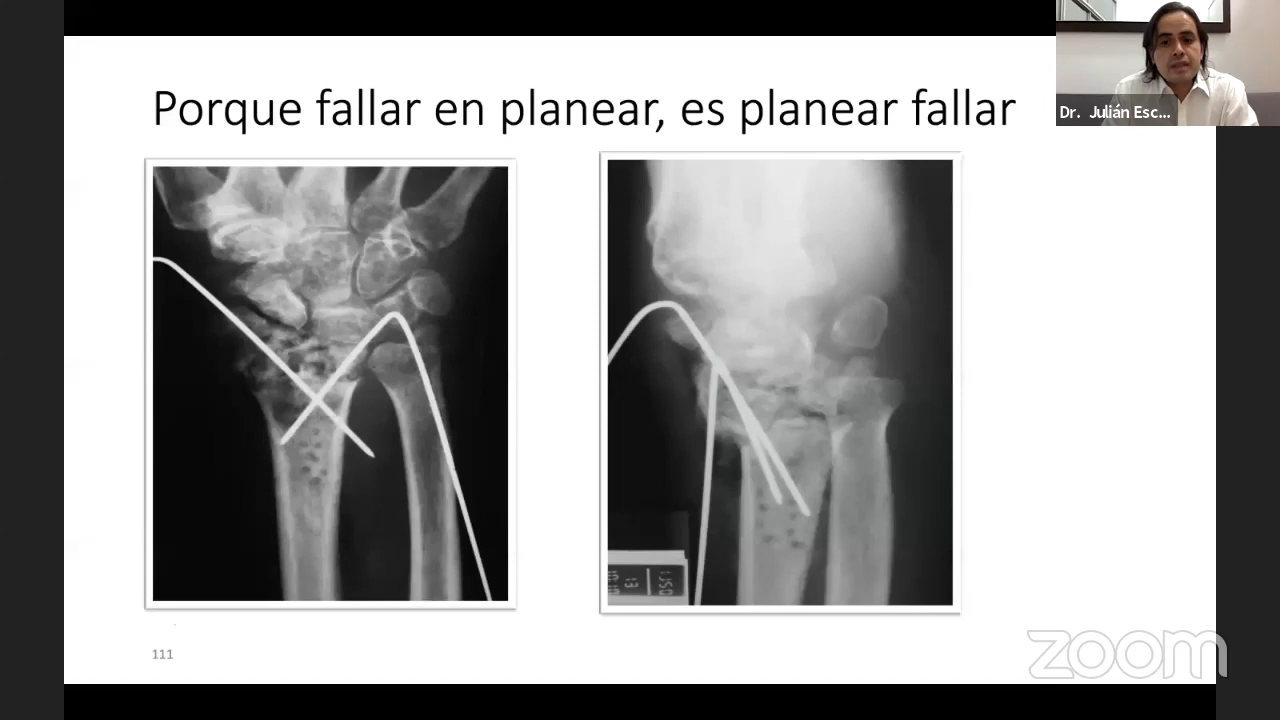 Porque fallar en planear, es planear fallar
Dr. Julián Esc...
111
zoom